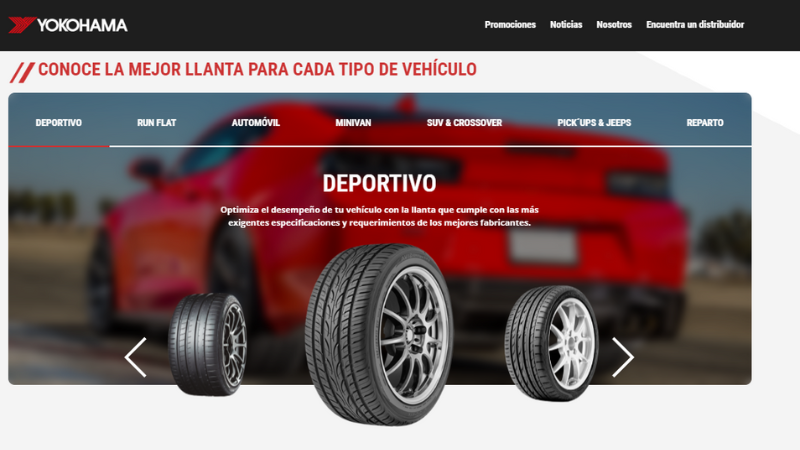 YOKOHAMA
Promociones Noticias Nosotros Encuentra un distribuidor
CONOCE LA MEJOR LLANTA PARA CADA TIPO DE VEHÍCULO
DEPORTIVO RUN FLAT AUTOMÓVIL MINIVAN SUV & CROSSOVER PICK´UPS & JEEPS REPARTO
DEPORTIVO
Optimiza el desempeño de tu vehículo con la llanta que cumple con las más
exigentes especificaciones y requerimientos de los mejores fabricantes.